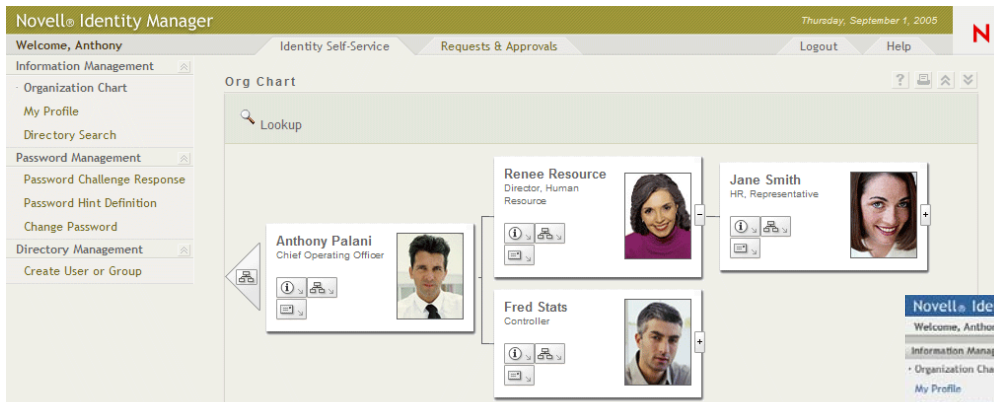 Novell® Identity Manager
Thursday, September 1, 2005
N
Welcome, Anthony
Identity Self-Service
Requests & Approvals
Logout
Help
Information Management
Organization Chart
My Profile
Directory Search
Password Management
Password Challenge Response
Password Hint Definition
Change Password
Directory Management
Create User or Group
Org Chart
?
Lookup
Anthony Palani
Chief Operating Officer
Renee Resource
Director, Human
Resource
Jane Smith
HR, Representative
Fred Stats
Controller
Novell® Ide
Welcome, Anthon
Information Manag
Organization Cha
My Profile